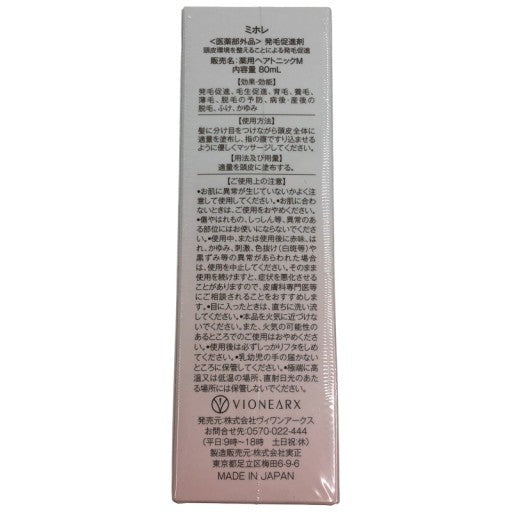 ミホレ
＜医薬部外品＞ 発毛促進剤
頭皮環境を整えることによる発毛促進
販売名：薬用ヘアトニックM
内容量 80mL
【効果・効能】
発毛促進、毛生促進、育毛、養毛、
薄毛、脱毛の予防、病後・産後の
脱毛、ふけ、かゆみ
【使用方法】
髪に分け目をつけながら頭皮全体に
適量を塗布し、指の腹ですり込ませる
ように優しくマッサージしてください。
【用法及び用量】
適量を頭皮に塗布する。
【ご使用上の注意】
•お肌に異常が生じていないかよく注
意して使用してください。•お肌に合わ
ないときは、ご使用をおやめください。
•傷やはれもの、しっしん等、異常のあ
る部位にはお使いにならないでくださ
い。•使用中、または使用後に赤味、は
れ、かゆみ、刺激、色抜け(白斑等)や
黒ずみ等の異常があらわれた場合
は、使用を中止してください。そのまま
使用を続けますと、症状を悪化させる
ことがありますので、皮膚科専門医等
にご相談されることをおすすめしま
す。•目に入ったときは、直ちに洗い流
してください。•本品を火気に近づけな
いでください。また、火気の可能性の
あるところでのご使用はおやめくださ
い。•使用後は必ずしっかりフタをしめ
てください。•乳幼児の手の届かない
ところに保管してください。•極端に高
温又は低温の場所、直射日光のあた
る場所には保管しないでください。
VIONEARX
発売元：株式会社ヴィワンアークス
お問合せ先：0570-022-444
(平日9時〜18時 土日祝/休)
製造販売元：株式会社実正
東京都足立区梅田6-9-6
MADE IN JAPAN